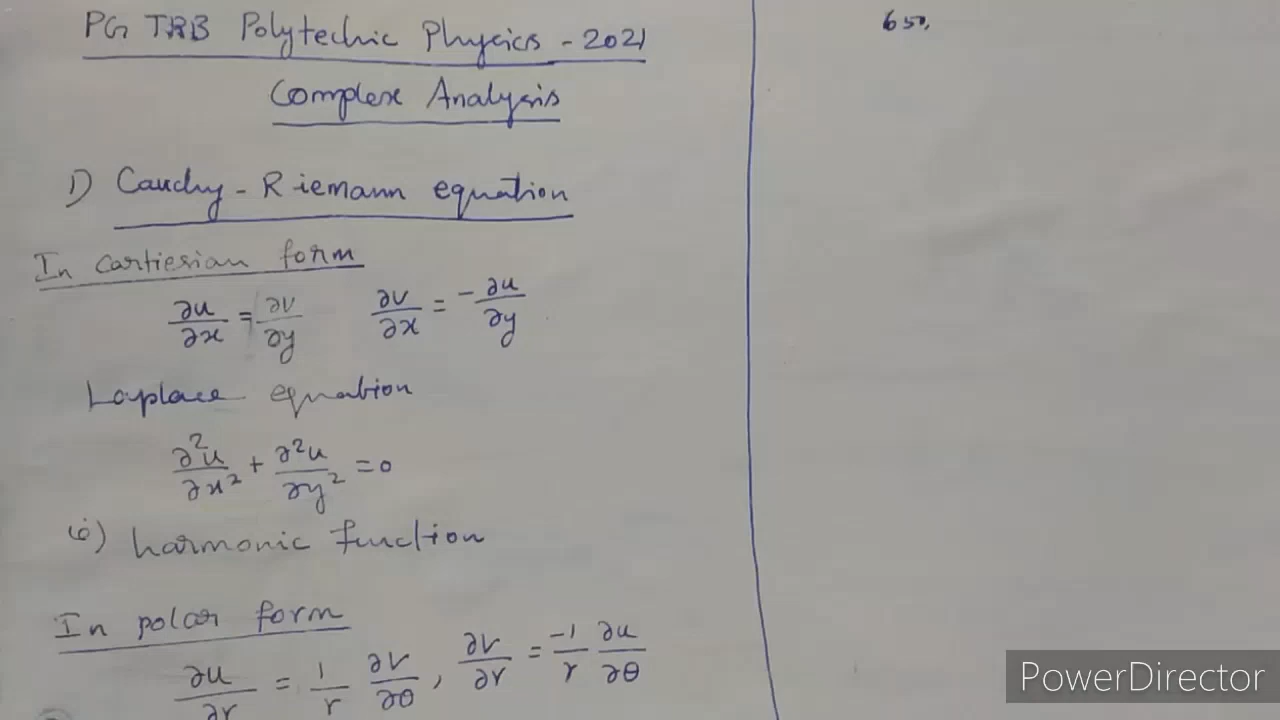 PG TRB Polytechnic Physics - 2021
Complex Analysis
1) Cauchy - Riemann equation
In cartiesian form
∂u/∂x = ∂v/∂y   ∂v/∂x = -∂u/∂y
Laplace equation
∂²u/∂x² + ∂²u/∂y² = 0
(i) harmonic function
In polar form
∂u/∂r = 1/r ∂v/∂θ, ∂v/∂r = -1/r ∂u/∂θ
650,
PowerDirector